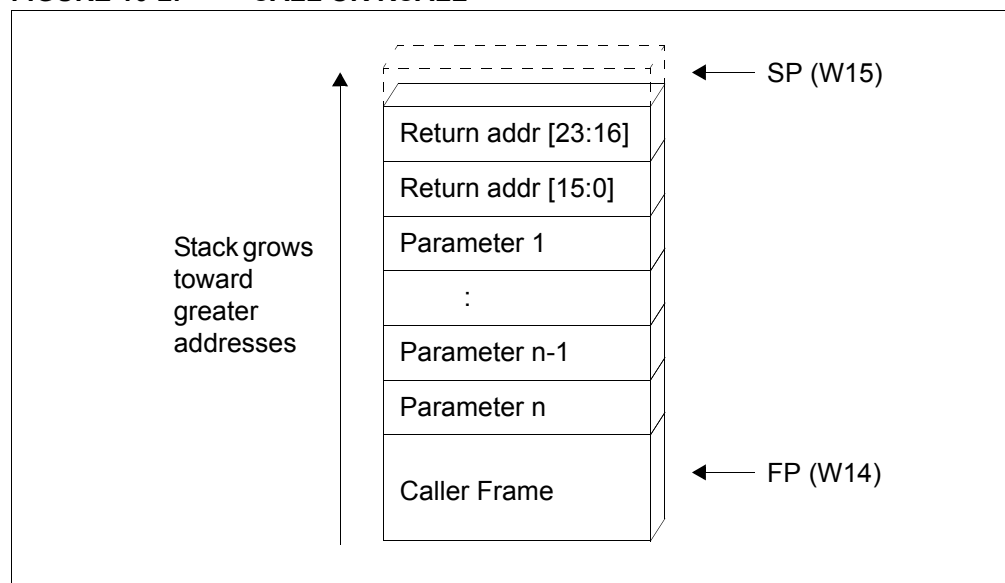 SP (W15)
Return addr [23:16]
Return addr [15:0]
Parameter 1
:
Parameter n-1
Parameter n
Caller Frame
FP (W14)
Stack grows
toward
greater
addresses